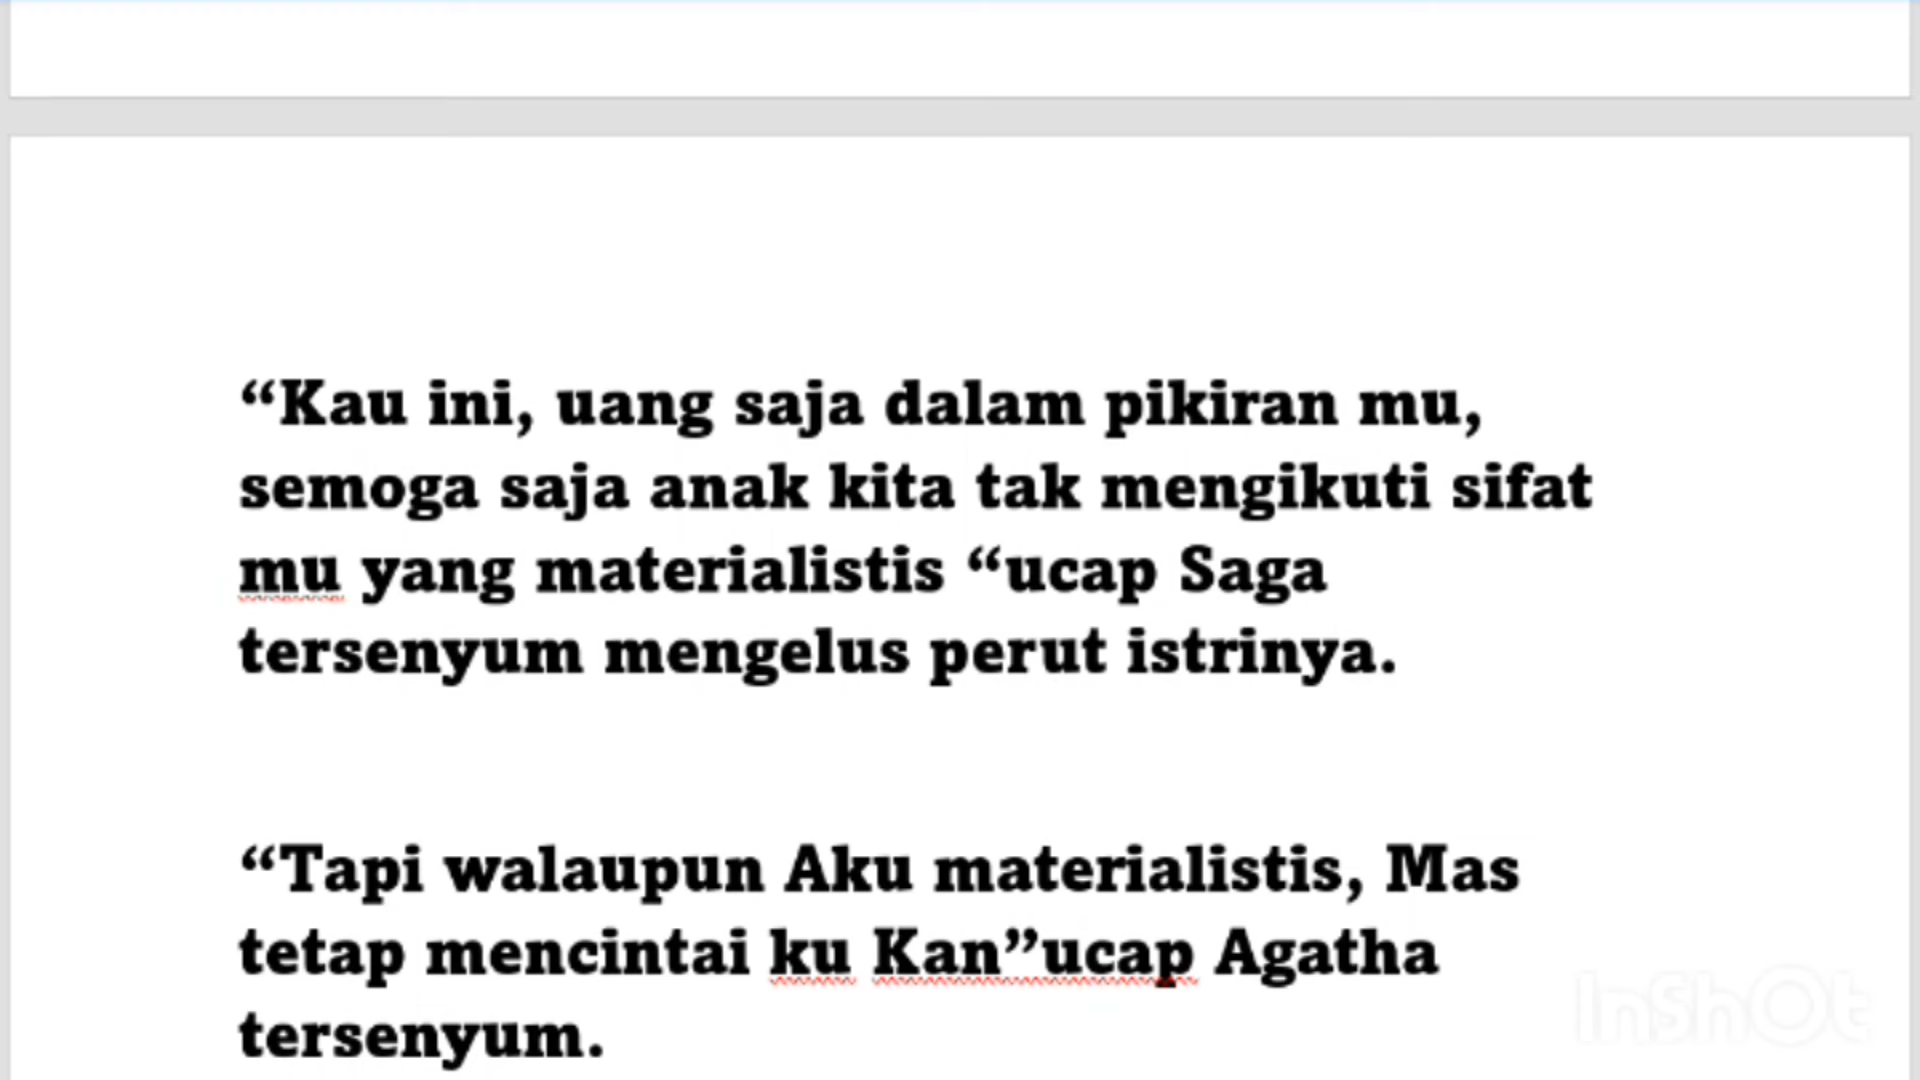 “Kau ini, uang saja dalam pikiran mu,
semoga saja anak kita tak mengikuti sifat
mu yang materialistis “ucap Saga
tersenyum mengelus perut istrinya.
“Tapi walaupun Aku materialistis, Mas
tetap mencintai ku Kan”ucap Agatha
tersenyum.
InShOt